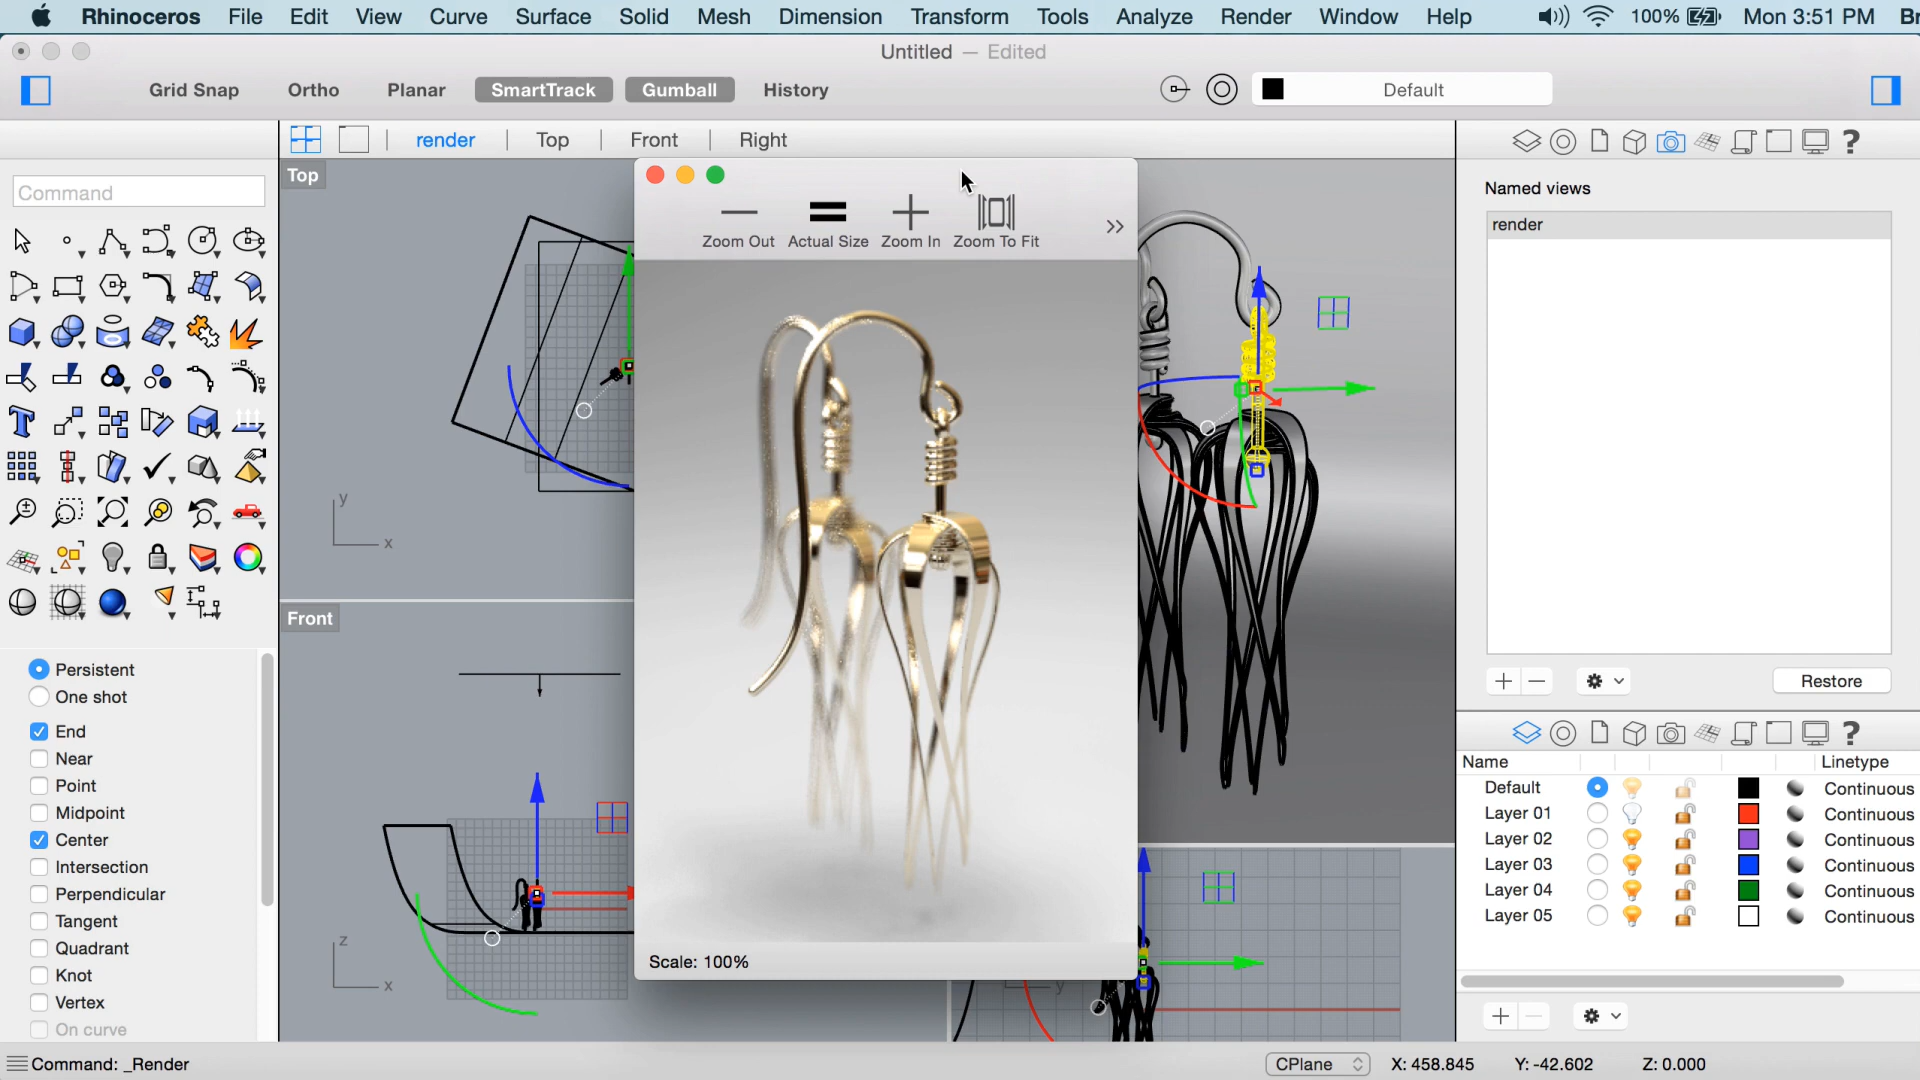 Rhinoceros File Edit View Curve Surface Solid Mesh Dimension Transform Tools Analyze Render Window Help 100% Mon 3:51 PM Br
Untitled — Edited
Grid Snap Ortho Planar SmartTrack Gumball History Default
render Top Front Right
Top
Command
Zoom Out Actual Size Zoom In Zoom To Fit
Named views
render
y
x
Front
Restore
Persistent
One shot
End
Near
Point
Midpoint
Center
Intersection
Perpendicular
Tangent
Quadrant
Knot
Vertex
On curve
z
x
y
Scale: 100%
Name Linetype
Default Continuous
Layer 01 Continuous
Layer 02 Continuous
Layer 03 Continuous
Layer 04 Continuous
Layer 05 Continuous
Command: _Render CPlane X: 458.845 Y: -42.602 Z: 0.000